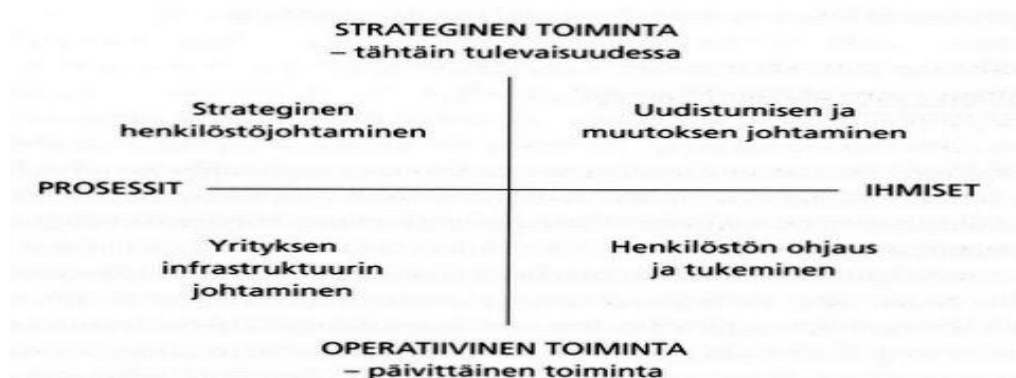 STRATEGINEN TOIMINTA
– tähtäin tulevaisuudessa
Strateginen
henkilöstöjohtaminen
Uudistumisen ja
muutoksen johtaminen
PROSESSIT
IHMISET
Yrityksen
infrastruktuurin
johtaminen
Henkilöstön ohjaus
ja tukeminen
OPERATIIVINEN TOIMINTA
– päivittäinen toiminta